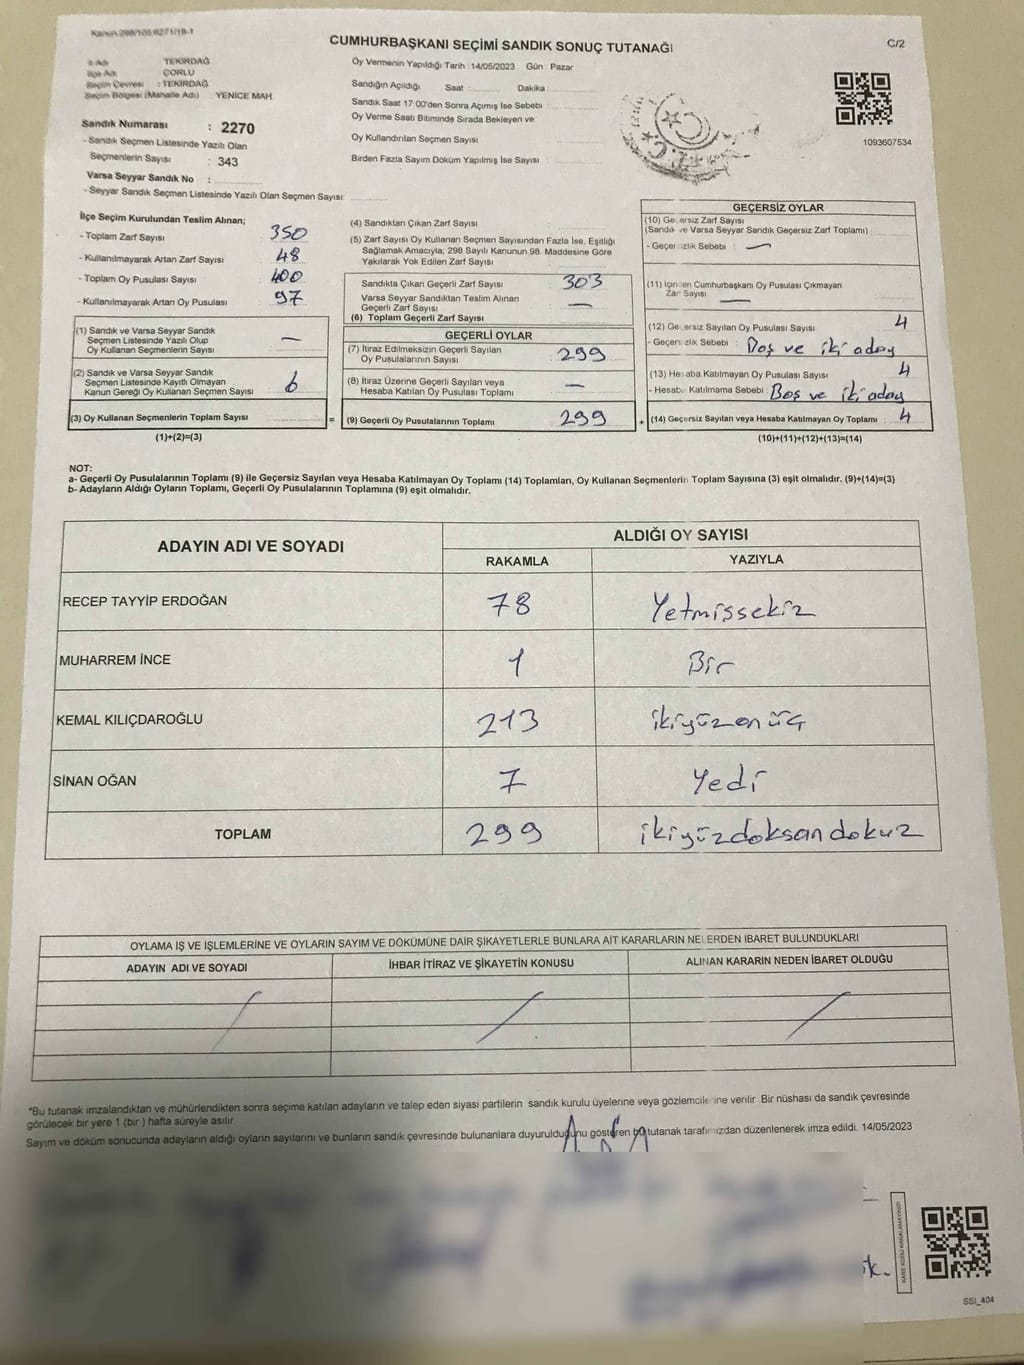 Kanun 298/105 6271/18-1
CUMHURBAŞKANI SEÇİMİ SANDIK SONUÇ TUTANAĞI
C/2
İl Adı TEKİRDAĞ
İlçe Adı ÇORLU
Seçim Çevresi : TEKİRDAĞ
Seçim Bölgesi (Mahalle Adı) YENİCE MAH
Sandık Numarası : 2270
- Sandık Seçmen Listesinde Yazılı Olan
Seçmenlerin Sayısı : 343
Varsa Seyyar Sandık No :
- Seyyar Sandık Seçmen Listesinde Yazılı Olan Seçmen Sayısı:
Oy Vermenin Yapıldığı Tarih :14/05/2023 Gün : Pazar
Sandığın Açıldığı Saat : Dakika :
Sandık Saat 17:00'den Sonra Açımış İse Sebebi :
Oy Verme Saati Bitiminde Sırada Bekleyen ve
Oy Kullandırılan Seçmen Sayısı :
Birden Fazla Sayım Döküm Yapılmış İse Sayısı :
T.C.
1093607534
İlçe Seçim Kurulundan Teslim Alınan;
- Toplam Zarf Sayısı : 350
- Kullanılmayarak Artan Zarf Sayısı : 48
- Toplam Oy Pusulası Sayısı : 400
- Kullanılmayarak Artan Oy Pusulası : 97
(1) Sandık ve Varsa Seyyar Sandık
Seçmen Listesinde Yazılı Olup
Oy Kullanan Seçmenlerin Sayısı : —
(2) Sandık ve Varsa Seyyar Sandık
Seçmen Listesinde Kayıtlı Olmayan
Kanun Gereği Oy Kullanan Seçmen Sayısı : 6
(3) Oy Kullanan Seçmenlerin Toplam Sayısı :
(1)+(2)=(3)
(4) Sandıktan Çıkan Zarf Sayısı :
(5) Zarf Sayısı Oy Kullanan Seçmen Sayısından Fazla İse, Eşitliği
Sağlamak Amacıyla; 298 Sayılı Kanunun 98. Maddesine Göre
Yakılarak Yok Edilen Zarf Sayısı :
Sandıkta Çıkan Geçerli Zarf Sayısı : 303
Varsa Seyyar Sandıktan Teslim Alınan
Geçerli Zarf Sayısı : —
(6) Toplam Geçerli Zarf Sayısı :
GEÇERLİ OYLAR
(7) İtiraz Edilmeksizin Geçerli Sayılan
Oy Pusulalarının Sayısı : 299
(8) İtiraz Üzerine Geçerli Sayılan veya
Hesaba Katılan Oy Pusulası Toplamı : —
= (9) Geçerli Oy Pusulalarının Toplamı : 299
GEÇERSİZ OYLAR
(10) Geçersiz Zarf Sayısı
(Sandık ve Varsa Seyyar Sandık Geçersiz Zarf Toplamı) :
- Geçersizlik Sebebi : —
(11) İçinden Cumhurbaşkanı Oy Pusulası Çıkmayan
Zarf Sayısı : —
(12) Geçersiz Sayılan Oy Pusulası Sayısı : 4
- Geçersizlik Sebebi : Boş ve iki aday
(13) Hesaba Katılmayan Oy Pusulası Sayısı : 4
- Hesaba Katılmama Sebebi : Boş ve iki aday
+ (14) Geçersiz Sayılan veya Hesaba Katılmayan Oy Toplamı : 4
(10)+(11)+(12)+(13)=(14)
NOT:
a- Geçerli Oy Pusulalarının Toplamı (9) ile Geçersiz Sayılan veya Hesaba Katılmayan Oy Toplamı (14) Toplamları, Oy Kullanan Seçmenlerin Toplam Sayısına (3) eşit olmalıdır. (9)+(14)=(3)
b- Adayların Aldığı Oyların Toplamı, Geçerli Oy Pusulalarının Toplamına (9) eşit olmalıdır.
ADAYIN ADI VE SOYADI
ALDIĞI OY SAYISI
RAKAMLA YAZIYLA
RECEP TAYYİP ERDOĞAN 78 Yetmissekiz
MUHARREM İNCE 1 Bir
KEMAL KILIÇDAROĞLU 213 ikiyüzonüç
SİNAN OĞAN 7 Yedi
TOPLAM 299 ikiyüzdoksandokuz
OYLAMA İŞ VE İŞLEMLERİNE VE OYLARIN SAYIM VE DÖKÜMÜNE DAİR ŞİKAYETLERLE BUNLARA AİT KARARLARIN NELERDEN İBARET BULUNDUKLARI
ADAYIN ADI VE SOYADI İHBAR İTİRAZ VE ŞİKAYETİN KONUSU ALINAN KARARIN NEDEN İBARET OLDUĞU
*Bu tutanak imzalandıktan ve mühürlendikten sonra seçime katılan adayların ve talep eden siyasi partilerin sandık kurulu üyelerine veya gözlemcilerine verilir. Bir nüshası da sandık çevresinde
görülecek bir yere 1 (bir) hafta süreyle asılır.
Sayım ve döküm sonucunda adayların aldığı oyların sayılarını ve bunların sandık çevresinde bulunanlara duyurulduğunu gösteren bu tutanak tarafımızdan düzenlenerek imza edildi. 14/05/2023
KARE KODU KARALAMAYINIZ!
SSI_404